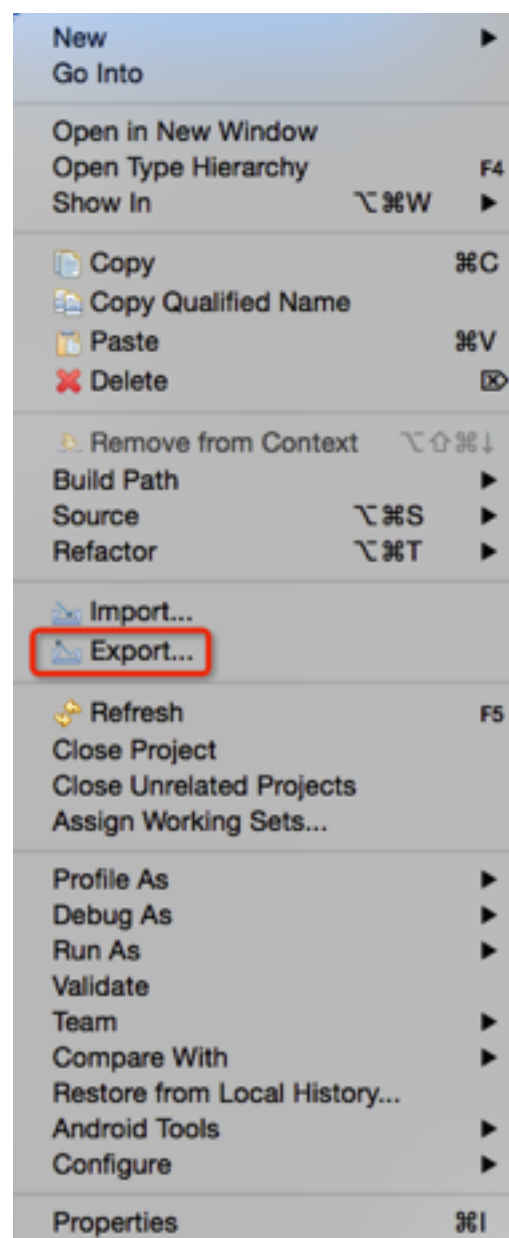 New ▶
Go Into
Open in New Window
Open Type Hierarchy F4
Show In ⌥⌘W ▶
Copy ⌘C
Copy Qualified Name
Paste ⌘V
Delete ⌦
Remove from Context ⌥⇧⌘↓
Build Path ▶
Source ⌥⌘S ▶
Refactor ⌥⌘T ▶
Import...
Export...
Refresh F5
Close Project
Close Unrelated Projects
Assign Working Sets...
Profile As ▶
Debug As ▶
Run As ▶
Validate
Team ▶
Compare With ▶
Restore from Local History...
Android Tools ▶
Configure ▶
Properties ⌘I